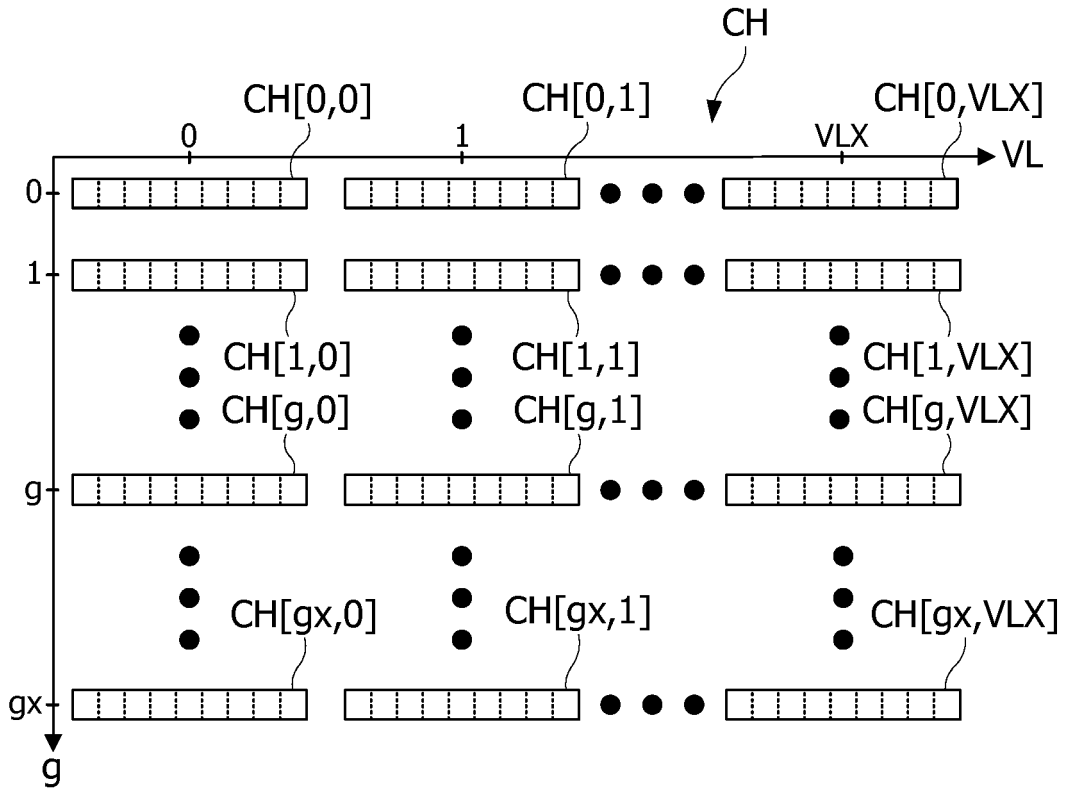 CH
CH[0,0] CH[0,1] CH[0,VLX]
0 1 VLX VL
0
1
CH[1,0] CH[1,1] CH[1,VLX]
CH[g,0] CH[g,1] CH[g,VLX]
g
CH[gx,0] CH[gx,1] CH[gx,VLX]
gx
g